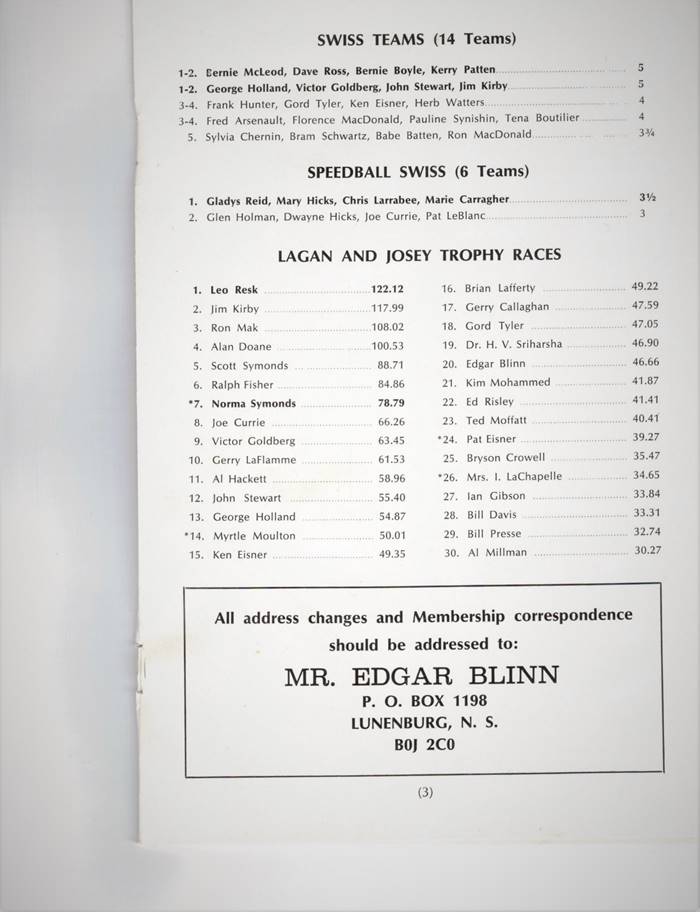 SWISS TEAMS (14 Teams)
1-2. Bernie McLeod, Dave Ross, Bernie Boyle, Kerry Patten 5
1-2. George Holland, Victor Goldberg, John Stewart, Jim Kirby 5
3-4. Frank Hunter, Gord Tyler, Ken Eisner, Herb Watters 4
3-4. Fred Arsenault, Florence MacDonald, Pauline Synishin, Tena Boutilier 4
5. Sylvia Chernin, Bram Schwartz, Babe Batten, Ron MacDonald 3¾
SPEEDBALL SWISS (6 Teams)
1. Gladys Reid, Mary Hicks, Chris Larrabee, Marie Carragher 3½
2. Glen Holman, Dwayne Hicks, Joe Currie, Pat LeBlanc 3
LAGAN AND JOSEY TROPHY RACES
1. Leo Resk 122.12
2. Jim Kirby 117.99
3. Ron Mak 108.02
4. Alan Doane 100.53
5. Scott Symonds 88.71
6. Ralph Fisher 84.86
*7. Norma Symonds 78.79
8. Joe Currie 66.26
9. Victor Goldberg 63.45
10. Gerry LaFlamme 61.53
11. Al Hackett 58.96
12. John Stewart 55.40
13. George Holland 54.87
*14. Myrtle Moulton 50.01
15. Ken Eisner 49.35
16. Brian Lafferty 49.22
17. Gerry Callaghan 47.59
18. Gord Tyler 47.05
19. Dr. H. V. Sriharsha 46.90
20. Edgar Blinn 46.66
21. Kim Mohammed 41.87
22. Ed Risley 41.41
23. Ted Moffatt 40.41
*24. Pat Eisner 39.27
25. Bryson Crowell 35.47
*26. Mrs. I. LaChapelle 34.65
27. Ian Gibson 33.84
28. Bill Davis 33.31
29. Bill Presse 32.74
30. Al Millman 30.27
All address changes and Membership correspondence
should be addressed to:
MR. EDGAR BLINN
P. O. BOX 1198
LUNENBURG, N. S.
B0J 2C0
(3)